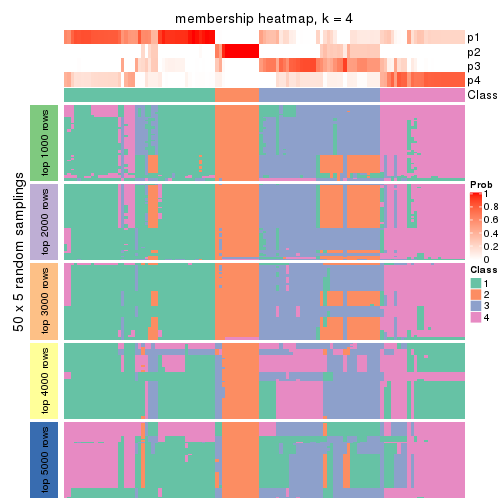 membership heatmap, k = 4
p1
p2
p3
p4
Class
50 x 5 random samplings
top 1000 rows
top 2000 rows
top 3000 rows
top 4000 rows
top 5000 rows
Prob
1
0.8
0.6
0.4
0.2
0
Class
1
2
3
4